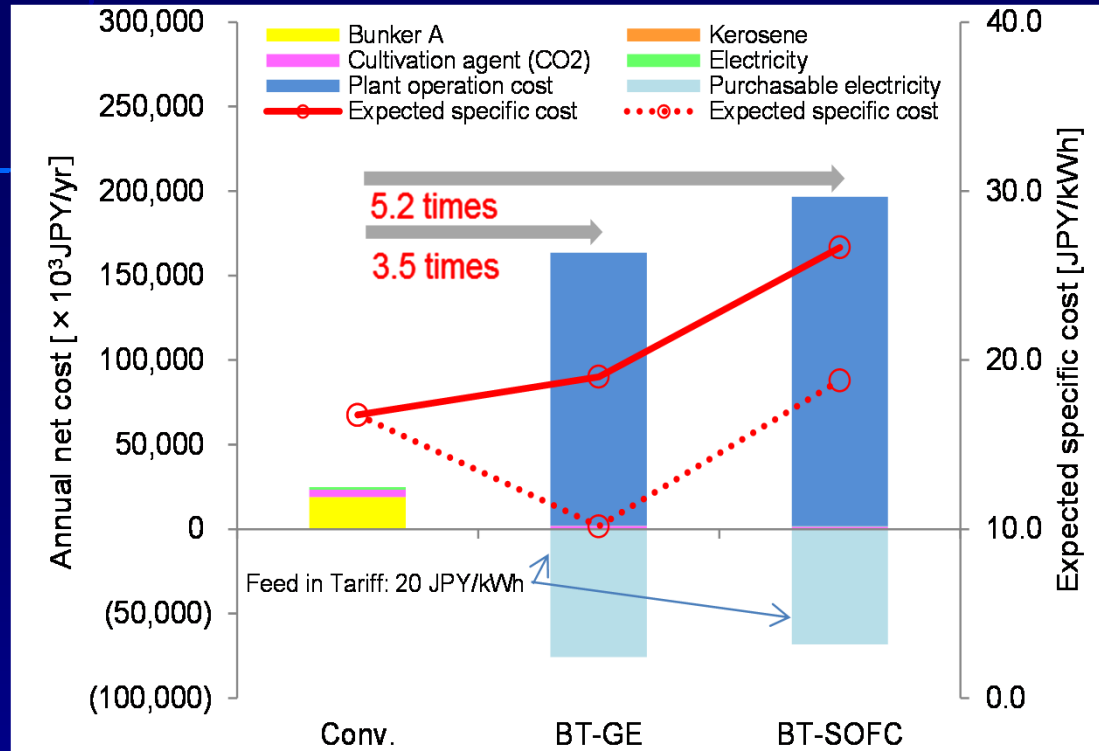 300,000
250,000
200,000
150,000
100,000
50,000
0
(50,000)
(100,000)
Annual net cost [ × 10³JPY/yr]
Bunker A
Kerosene
Cultivation agent (CO2)
Electricity
Plant operation cost
Purchasable electricity
Expected specific cost
Expected specific cost
5.2 times
3.5 times
Feed in Tariff: 20 JPY/kWh
Conv.
BT-GE
BT-SOFC
40.0
30.0
20.0
10.0
0.0
Expected specific cost [JPY/kWh]